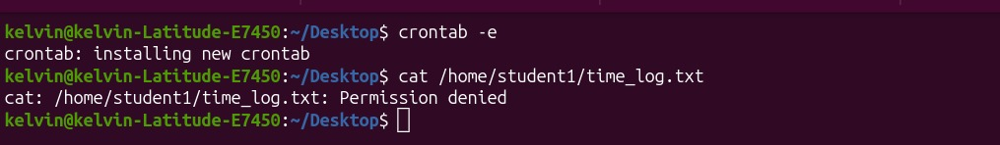 kelvin@kelvin-Latitude-E7450:~/Desktop$ crontab -e
crontab: installing new crontab
kelvin@kelvin-Latitude-E7450:~/Desktop$ cat /home/student1/time_log.txt
cat: /home/student1/time_log.txt: Permission denied
kelvin@kelvin-Latitude-E7450:~/Desktop$